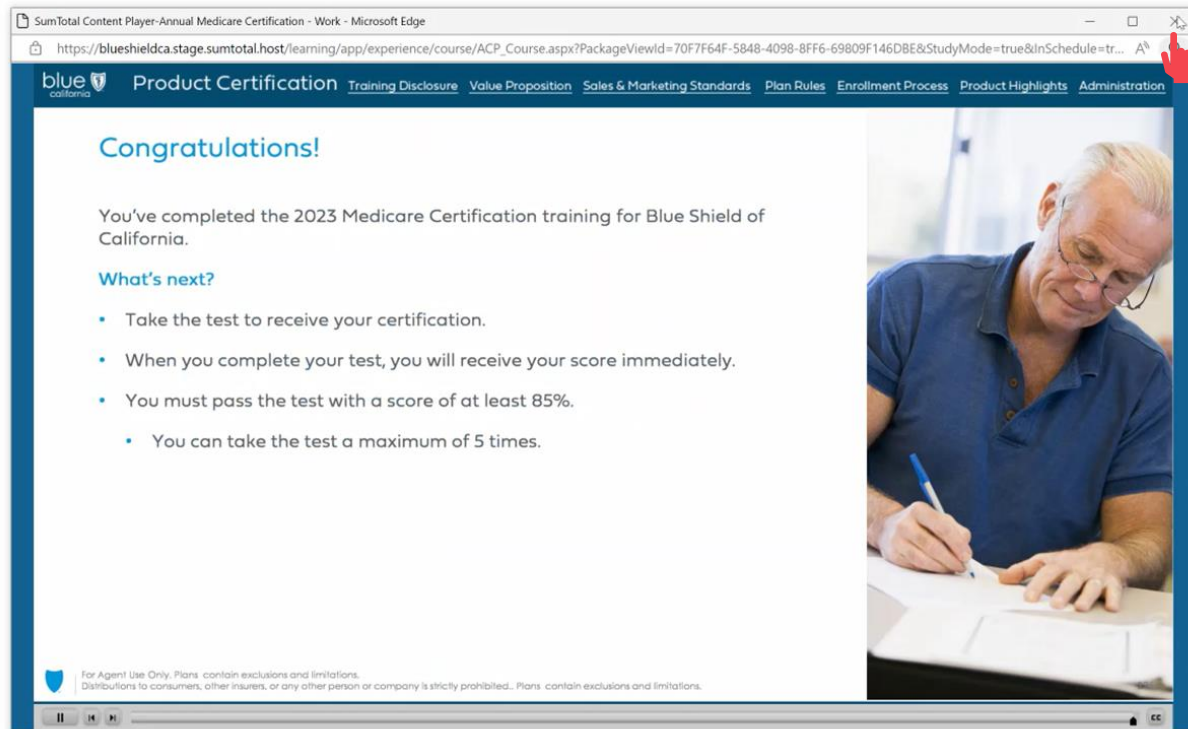 SumTotal Content Player-Annual Medicare Certification - Work - Microsoft Edge
https://blueshieldca.stage.sumtotal.host/learning/app/experience/course/ACP_Course.aspx?PackageViewId=70F7F64F-5848-4098-8FF6-69809F146DBE&StudyMode=true&InSchedule=tr...
blue california Product Certification Training Disclosure Value Proposition Sales & Marketing Standards Plan Rules Enrollment Process Product Highlights Administration
Congratulations!
You've completed the 2023 Medicare Certification training for Blue Shield of
California.
What's next?
• Take the test to receive your certification.
• When you complete your test, you will receive your score immediately.
• You must pass the test with a score of at least 85%.
• You can take the test a maximum of 5 times.
For Agent Use Only. Plans contain exclusions and limitations.
Distributions to consumers, other insurers, or any other person or company is strictly prohibited.. Plans contain exclusions and limitations.
CC